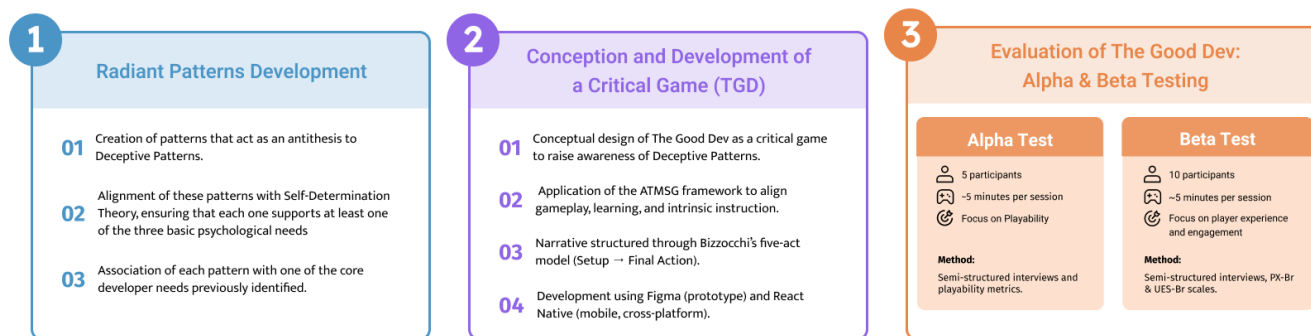 1
Radiant Patterns Development
01
Creation of patterns that act as an antithesis to
Deceptive Patterns.
02
Alignment of these patterns with Self-Determination
Theory, ensuring that each one supports at least one
of the three basic psychological needs
03
Association of each pattern with one of the core
developer needs previously identified.
2
Conception and Development of
a Critical Game (TGD)
01
Conceptual design of The Good Dev as a critical game
to raise awareness of Deceptive Patterns.
02
Application of the ATMSG framework to align
gameplay, learning, and intrinsic instruction.
03
Narrative structured through Bizzocchi's five-act
model (Setup → Final Action).
04
Development using Figma (prototype) and React
Native (mobile, cross-platform).
3
Evaluation of The Good Dev:
Alpha & Beta Testing
Alpha Test
5 participants
~5 minutes per session
Focus on Playability
Method:
Semi-structured interviews and
playability metrics.
Beta Test
10 participants
~5 minutes per session
Focus on player experience
and engagement
Method:
Semi-structured interviews, PX-Br
& UES-Br scales.